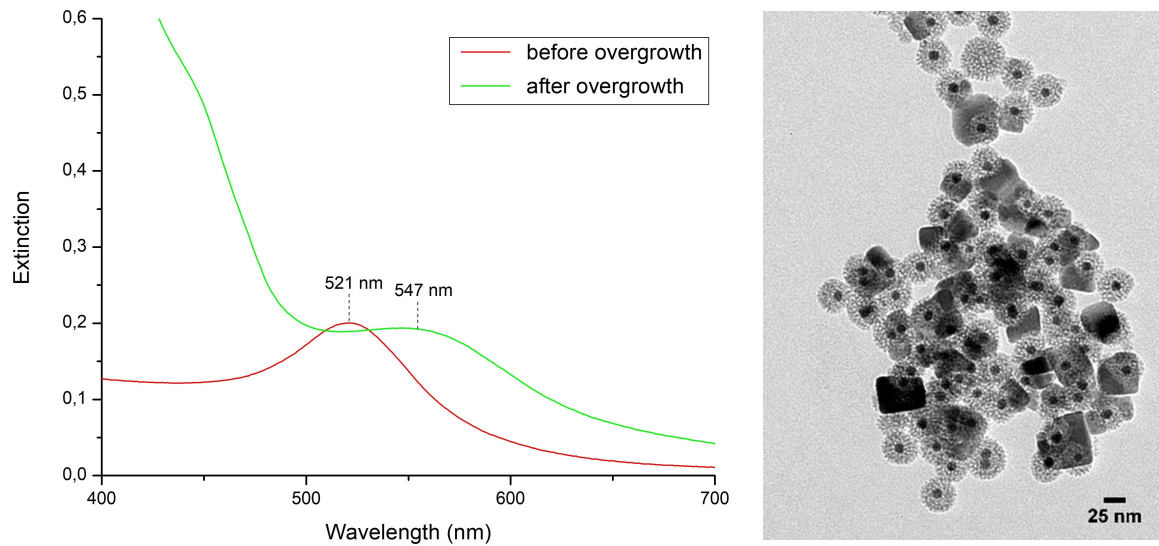 0,6
before overgrowth
after overgrowth
0,5
0,4
0,3
521 nm
547 nm
0,2
0,1
0,0
400
500
600
700
Extinction
Wavelength (nm)
25 nm